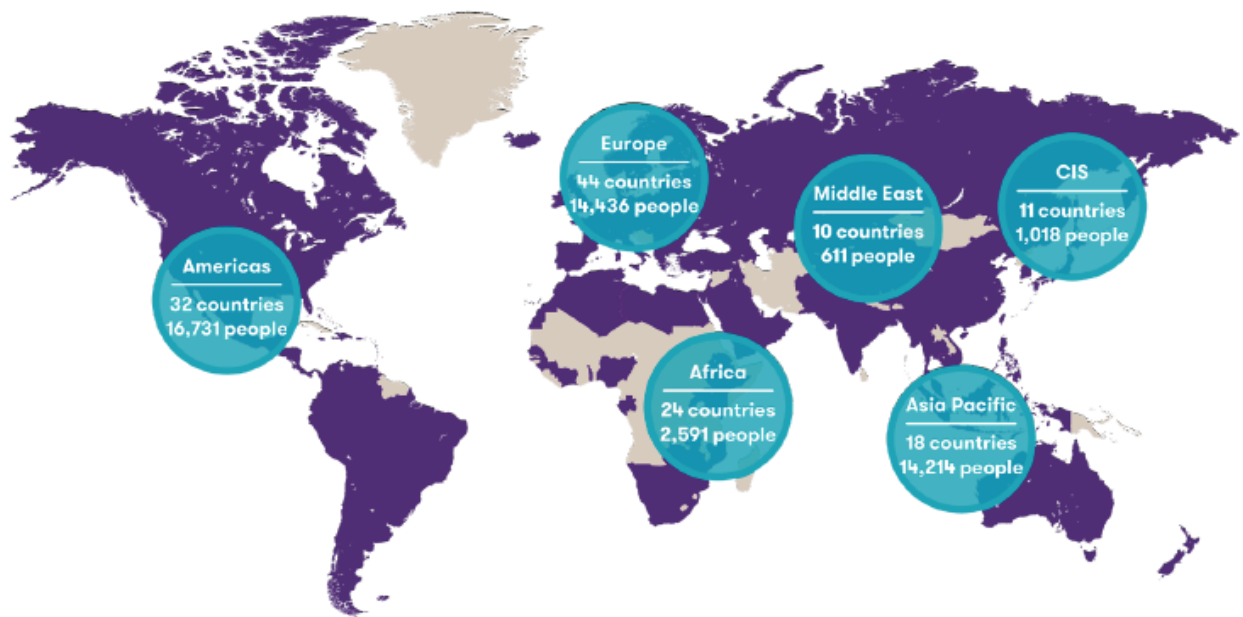 Europe
44 countries
14,436 people
Middle East
10 countries
611 people
CIS
11 countries
1,018 people
Americas
32 countries
16,731 people
Africa
24 countries
2,591 people
Asia Pacific
18 countries
14,214 people